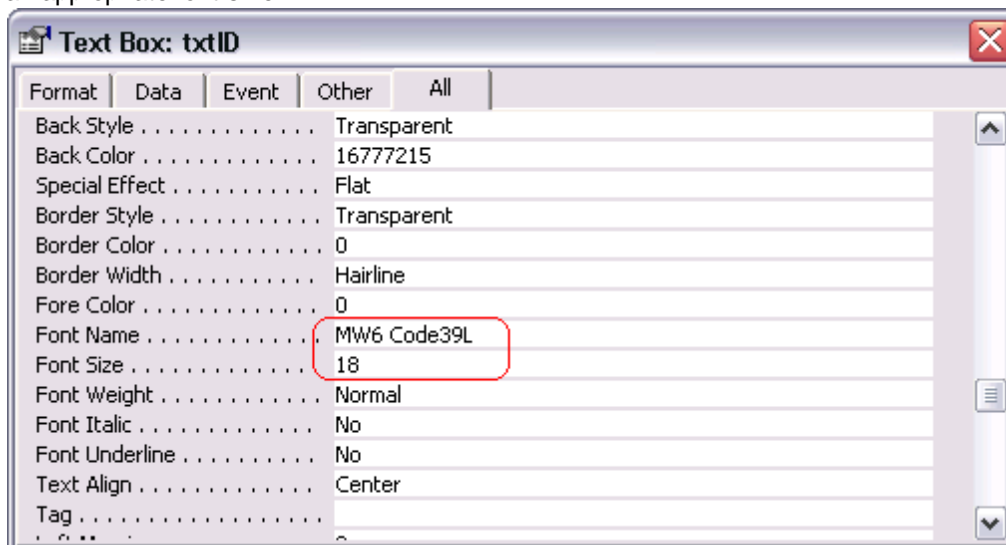 Text Box: txtID
Format Data Event Other All
Back Style . . . . . . . . . . . . . Transparent
Back Color . . . . . . . . . . . . . 16777215
Special Effect . . . . . . . . . . . Flat
Border Style . . . . . . . . . . . . Transparent
Border Color . . . . . . . . . . . . 0
Border Width . . . . . . . . . . . Hairline
Fore Color . . . . . . . . . . . . . 0
Font Name . . . . . . . . . . . . . MW6 Code39L
Font Size . . . . . . . . . . . . . . 18
Font Weight . . . . . . . . . . . . Normal
Font Italic . . . . . . . . . . . . . No
Font Underline . . . . . . . . . . No
Text Align . . . . . . . . . . . . . Center
Tag . . . . . . . . . . . . . . . . . .